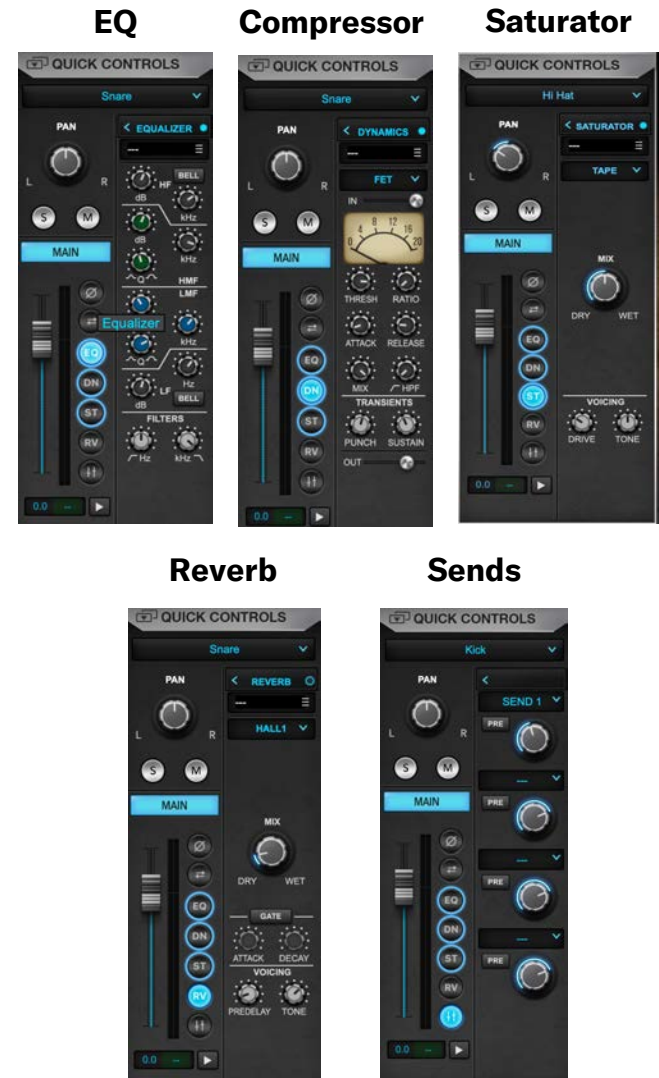 EQ
Compressor
Saturator
QUICK CONTROLS
Snare
PAN
L
R
S
M
MAIN
EQ
DN
ST
RV
0.0 --
< EQUALIZER
---
BELL
HF
dB
kHz
dB
kHz
Q
HMF
LMF
Equalizer
kHz
Q
Hz
LF
dB
BELL
FILTERS
Hz
kHz
QUICK CONTROLS
Snare
PAN
L
R
S
M
MAIN
EQ
DN
ST
RV
0.0 --
< DYNAMICS
---
FET
IN
0 4 8 12 16 20
THRESH RATIO
ATTACK RELEASE
MIX HPF
TRANSIENTS
PUNCH SUSTAIN
OUT
QUICK CONTROLS
Hi Hat
PAN
L
R
S
M
MAIN
EQ
DN
ST
RV
0.0 --
< SATURATOR
---
TAPE
MIX
DRY WET
VOICING
DRIVE TONE
Reverb
Sends
QUICK CONTROLS
Snare
PAN
L
R
S
M
MAIN
EQ
DN
ST
RV
0.0 --
< REVERB
---
HALL1
MIX
DRY WET
GATE
ATTACK DECAY
VOICING
PREDELAY TONE
QUICK CONTROLS
Kick
PAN
L
R
S
M
MAIN
EQ
DN
ST
RV
0.0 --
<
SEND 1
PRE
---
PRE
---
PRE
---
PRE